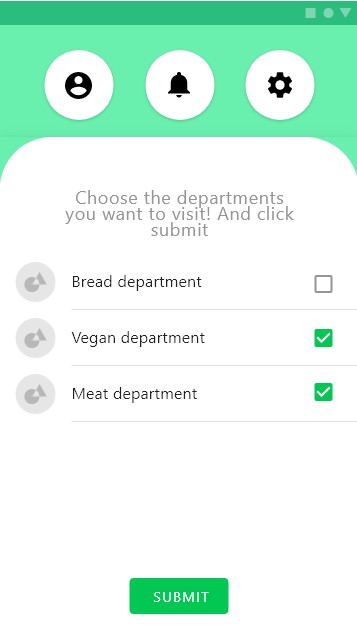 Choose the departments
you want to visit! And click
submit
Bread department
Vegan department
Meat department
SUBMIT